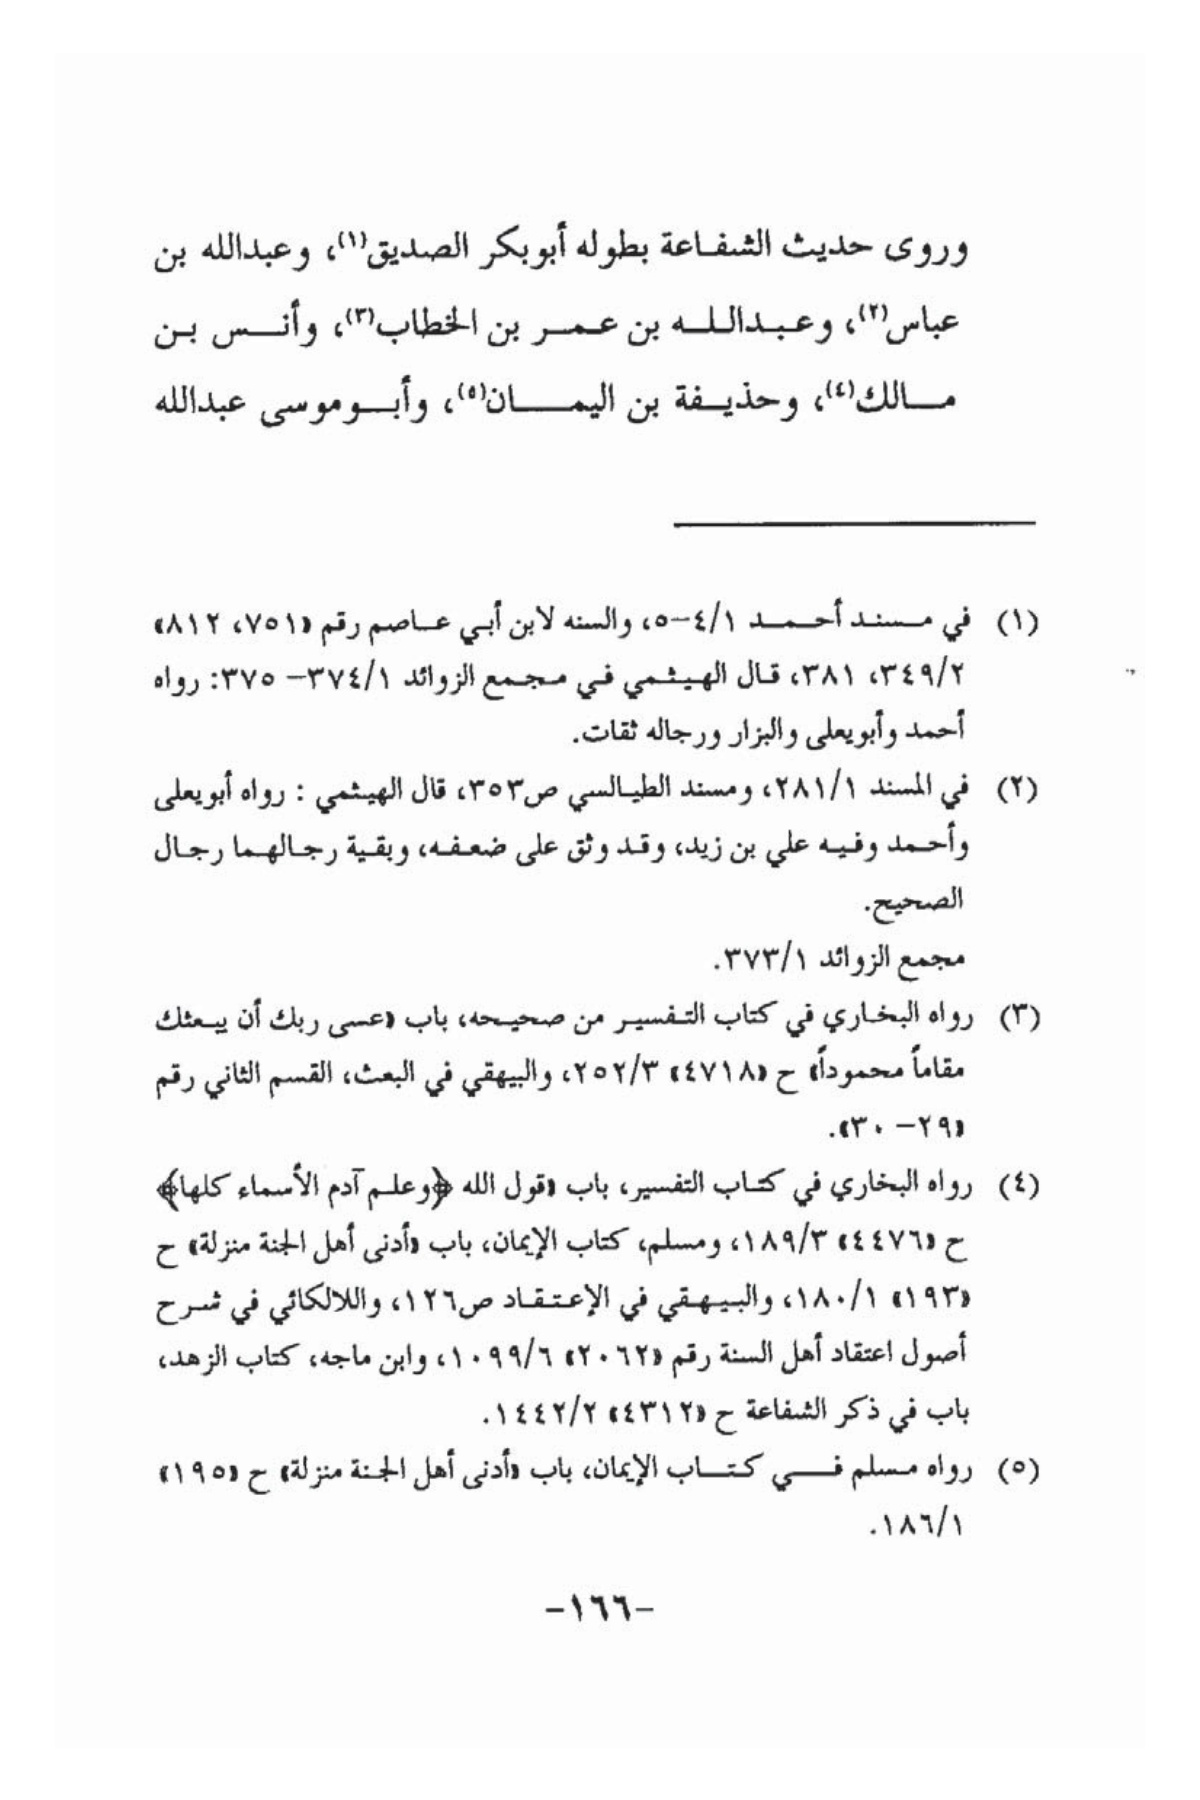 وروى حديث الشفاعة بطوله أبوبكر الصديق(١)، وعبدالله بن
عباس(٢)، وعبدالله بن عمر بن الخطاب(٣)، وأنس بن
مالك(٤)، وحذيفة بن اليمان(٥)، وأبوموسى عبدالله
(١) في مسند أحمد ٤/١–٥، والسنه لابن أبي عاصم رقم «٧٥١، ٨١٢»
٣٤٩/٢، ٣٨١، قال الهيثمي في مجمع الزوائد ٣٧٤/١– ٣٧٥: رواه
أحمد وأبويعلى والبزار ورجاله ثقات.
(٢) في المسند ٢٨١/١، ومسند الطيالسي ص٣٥٣، قال الهيثمي : رواه أبويعلى
وأحمد وفيه علي بن زيد، وقد وثق على ضعفه، وبقية رجالهما رجال
الصحيح.
مجمع الزوائد ٣٧٣/١.
(٣) رواه البخاري في كتاب التفسير من صحيحه، باب «عسى ربك أن يبعثك
مقاماً محموداً» ح «٤٧١٨» ٢٥٢/٣، والبيهقي في البعث، القسم الثاني رقم
«٢٩– ٣٠».
(٤) رواه البخاري في كتاب التفسير، باب «قول الله ﴿وعلم آدم الأسماء كلها﴾
ح «٤٤٧٦» ١٨٩/٣، ومسلم، كتاب الإيمان، باب «أدنى أهل الجنة منزلة» ح
«١٩٣» ١٨٠/١، والبيهقي في الإعتقاد ص١٢٦، واللالكائي في شرح
أصول اعتقاد أهل السنة رقم «٢٠٦٢» ١٠٩٩/٦، وابن ماجه، كتاب الزهد،
باب في ذكر الشفاعة ح «٤٣١٢» ١٤٤٢/٢.
(٥) رواه مسلم في كتاب الإيمان، باب «أدنى أهل الجنة منزلة» ح «١٩٥»
١٨٦/١.
–١٦٦–